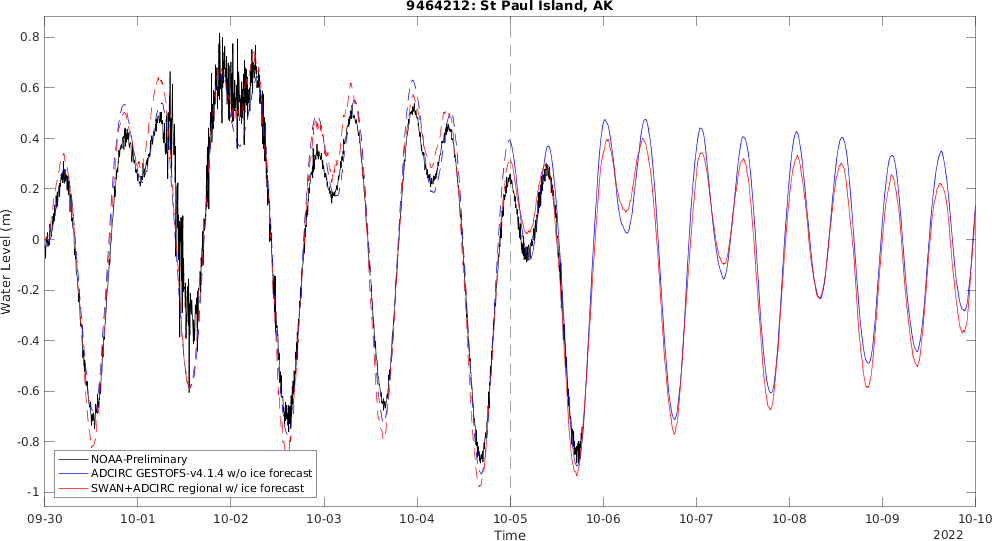 9464212: St Paul Island, AK
0.8
0.6
0.4
0.2
0
-0.2
-0.4
-0.6
-0.8
-1
Water Level (m)
NOAA-Preliminary
ADCIRC GESTOFS-v4.1.4 w/o ice forecast
SWAN+ADCIRC regional w/ ice forecast
09-30 10-01 10-02 10-03 10-04 10-05 10-06 10-07 10-08 10-09 10-10
Time
2022